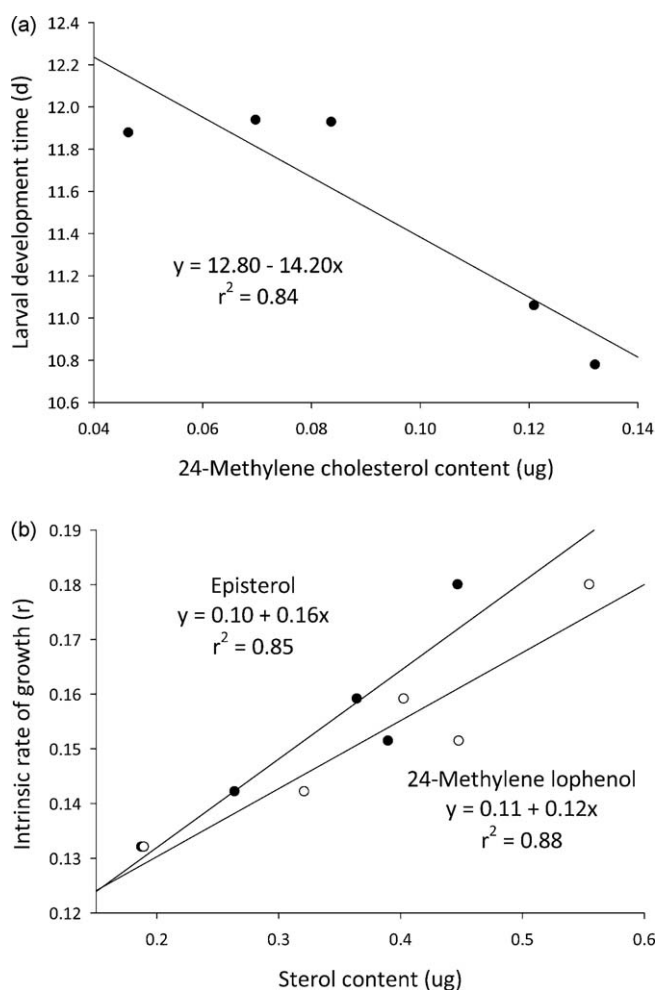 (a)
Larval development time (d)
12.4
12.2
12.0
11.8
11.6
11.4
11.2
11.0
10.8
10.6
y = 12.80 - 14.20x
r² = 0.84
0.04 0.06 0.08 0.10 0.12 0.14
24-Methylene cholesterol content (ug)
(b)
Intrinsic rate of growth (r)
0.19
0.18
0.17
0.16
0.15
0.14
0.13
0.12
Episterol
y = 0.10 + 0.16x
r² = 0.85
24-Methylene lophenol
y = 0.11 + 0.12x
r² = 0.88
0.2 0.3 0.4 0.5 0.6
Sterol content (ug)